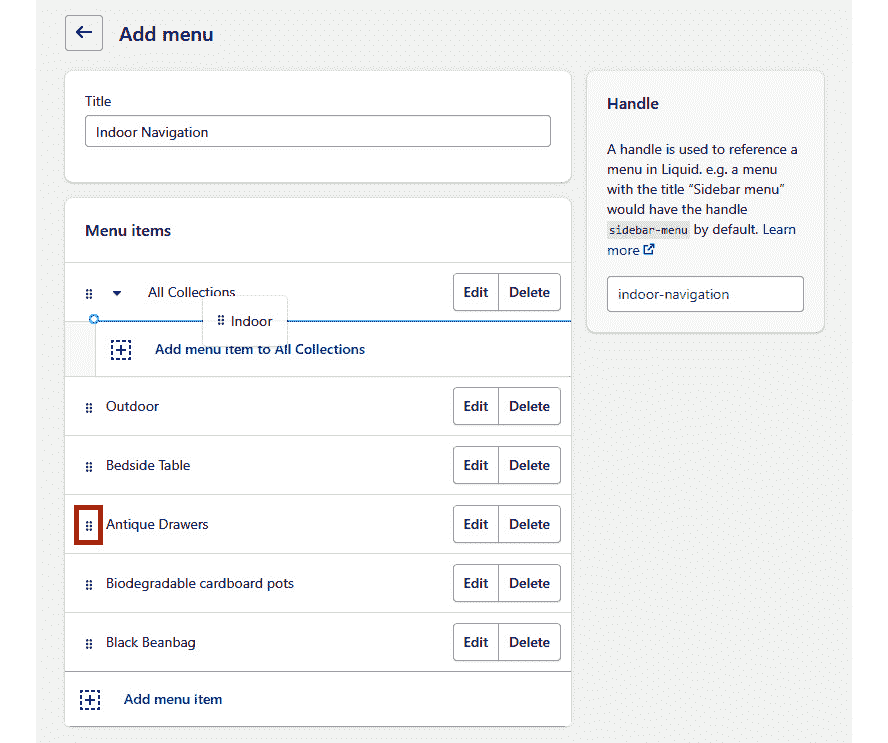 Add menu
Title
Indoor Navigation
Handle
A handle is used to reference a
menu in Liquid. e.g. a menu
with the title “Sidebar menu”
would have the handle
sidebar-menu by default. Learn
more
indoor-navigation
Menu items
All Collections
Edit
Delete
Indoor
Add menu item to All Collections
Outdoor
Edit
Delete
Bedside Table
Edit
Delete
Antique Drawers
Edit
Delete
Biodegradable cardboard pots
Edit
Delete
Black Beanbag
Edit
Delete
Add menu item